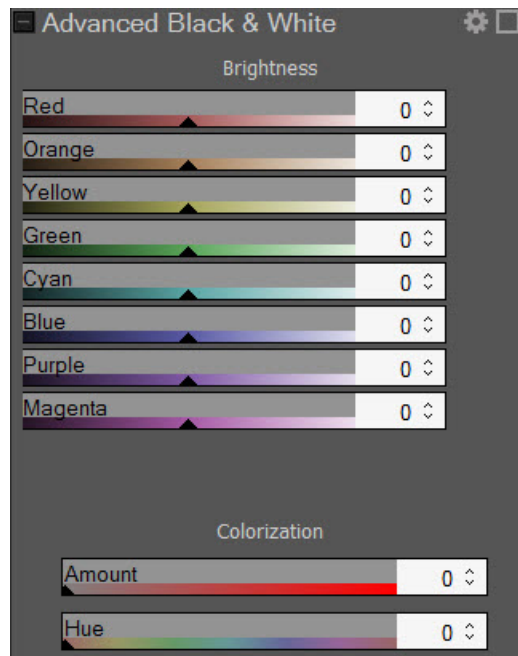 Advanced Black & White
Brightness
Red 0
Orange 0
Yellow 0
Green 0
Cyan 0
Blue 0
Purple 0
Magenta 0
Colorization
Amount 0
Hue 0